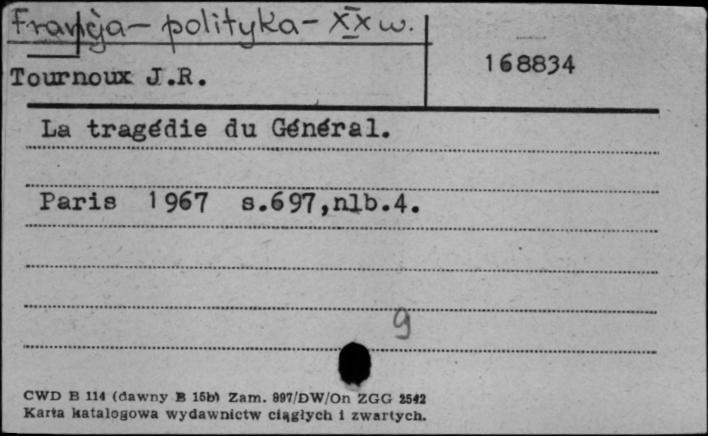 Francja - polityka - XX w.
168834
Tournoux J.R.
La tragédie du Général.
Paris 1967 s.697,nlb.4.
9
CWD B 114 (dawny B 15b) Zam. 897/DW/On ZGG 2542
Karta katalogowa wydawnictw ciągłych i zwartych.